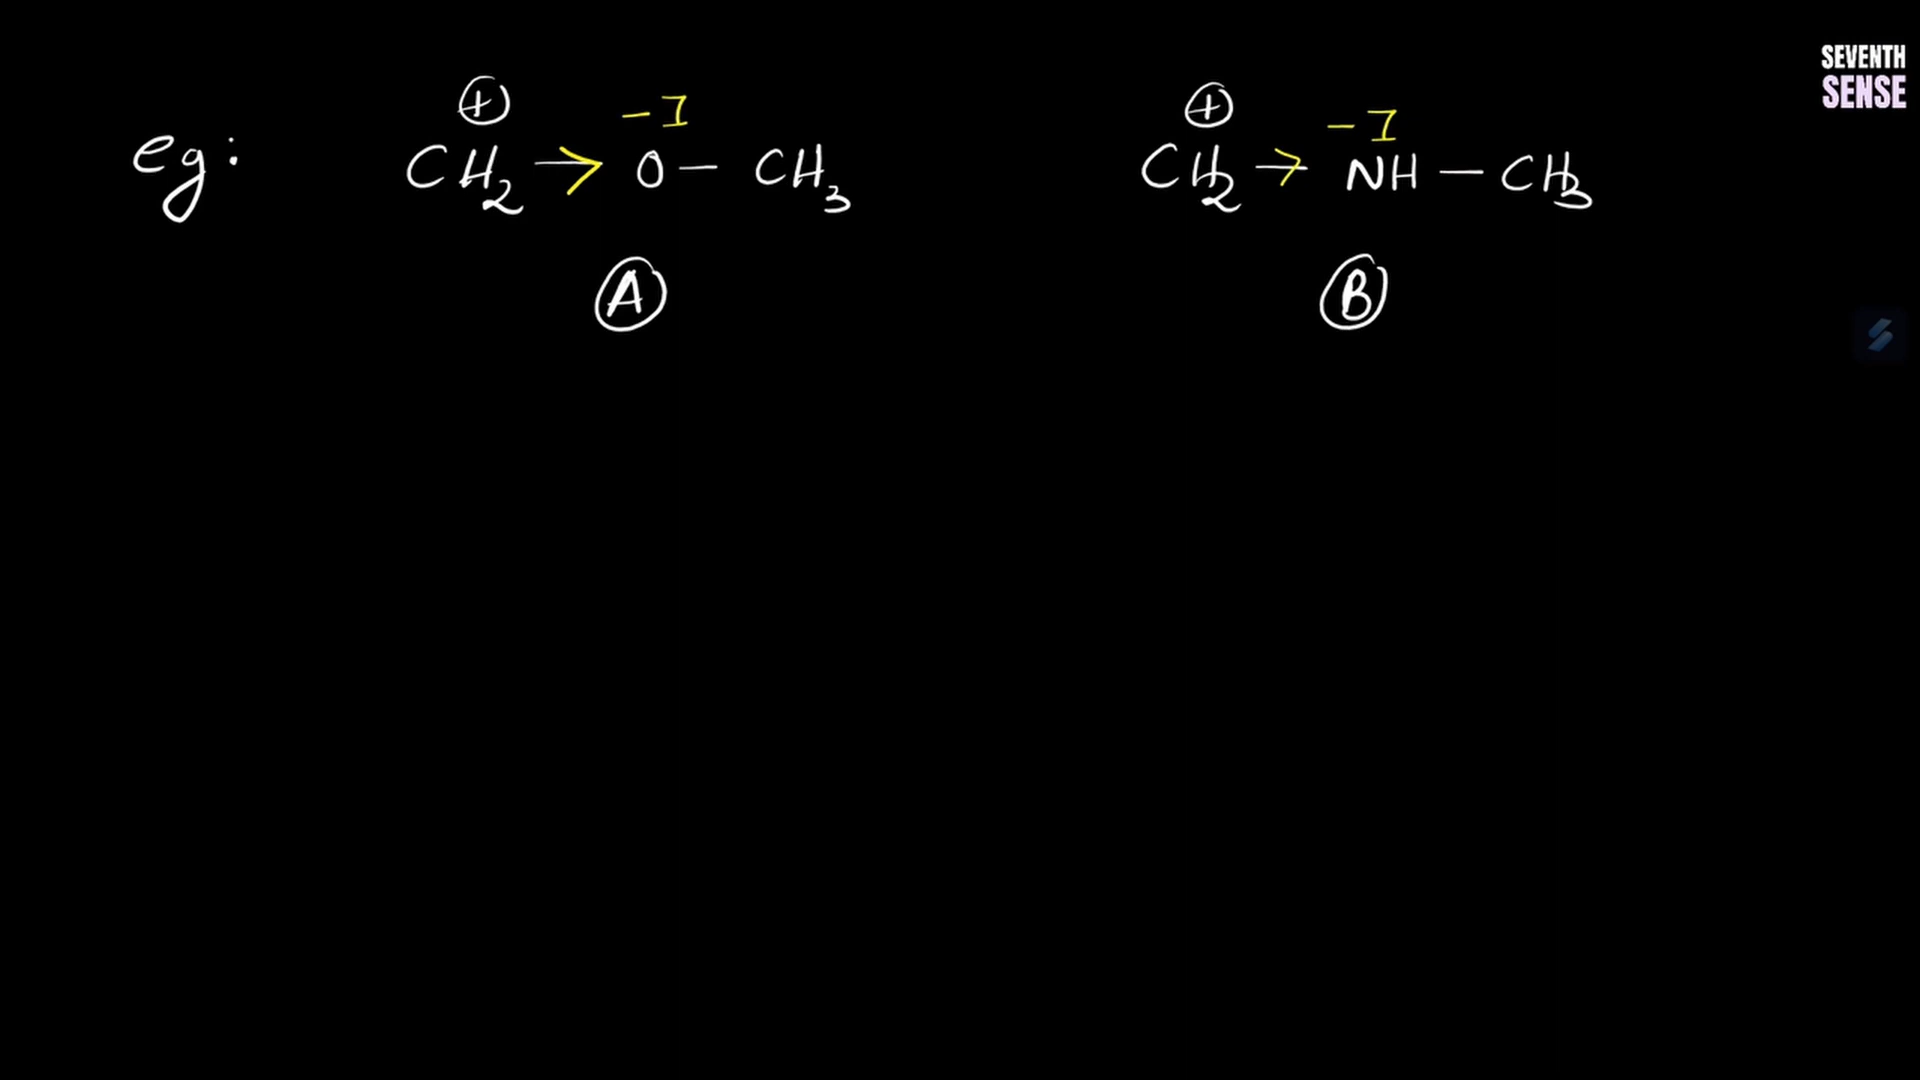 SEVENTH
SENSE
⊕ -I ⊕ -I
eg: CH₂ → O — CH₃ CH₂ → NH — CH₃
Ⓐ Ⓑ